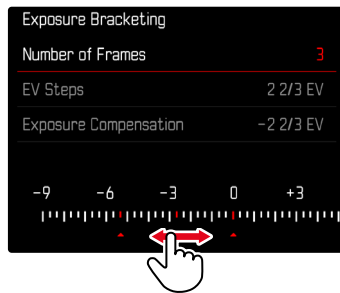 Exposure Bracketing
Number of Frames 3
EV Steps 2 2/3 EV
Exposure Compensation -2 2/3 EV
-9 -6 -3 0 +3